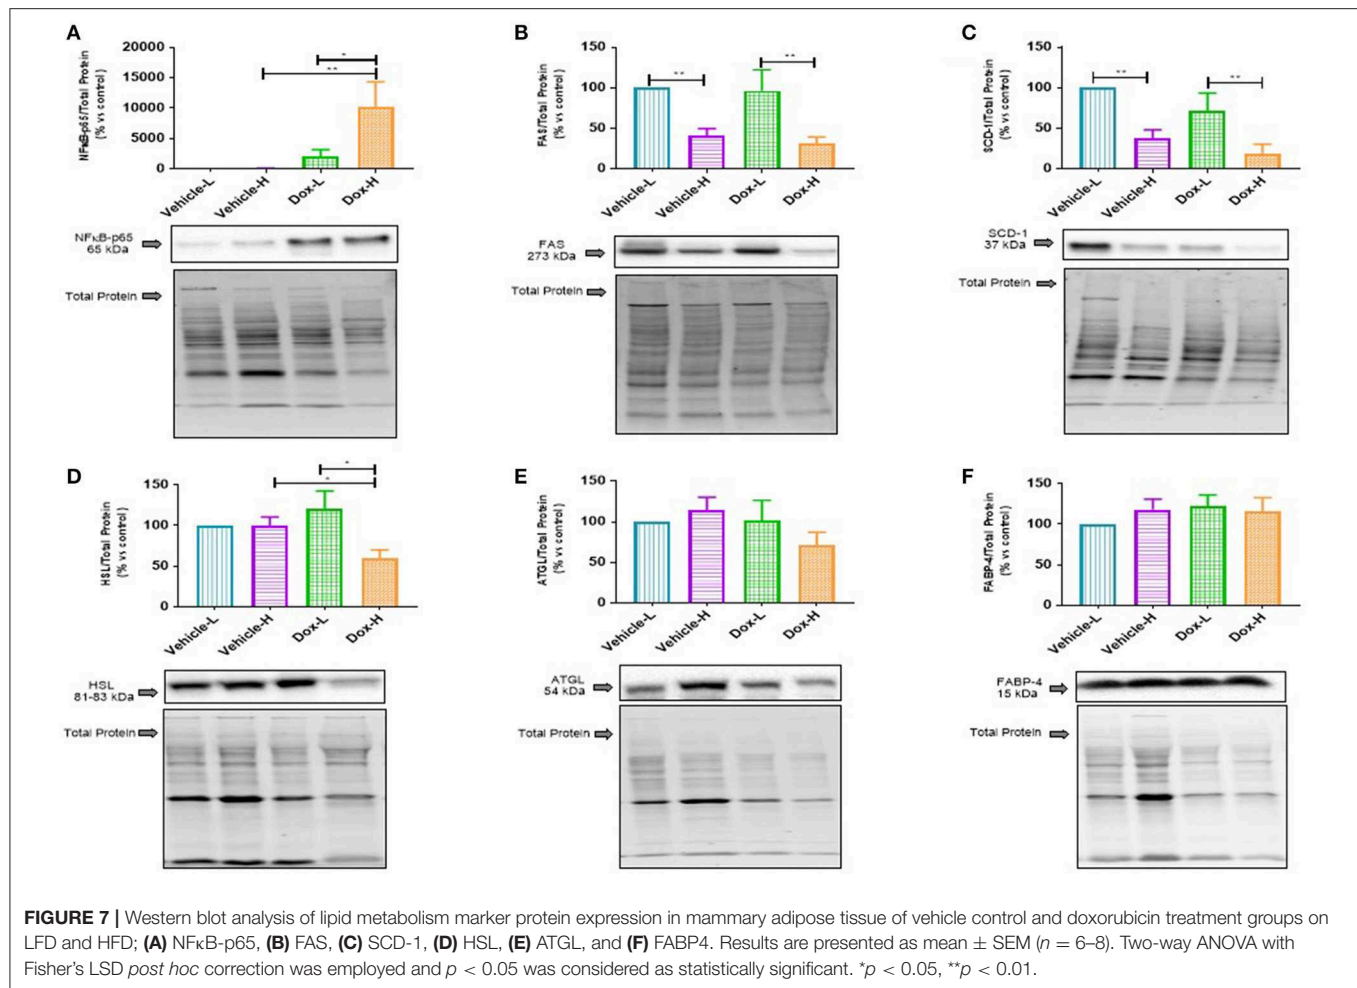 A
NFκB-p65/Total Protein
(% vs control)
20000
15000
10000
5000
0
*
**
Vehicle-L
Vehicle-H
Dox-L
Dox-H
NFκB-p65
65 kDa
Total Protein
B
FAS/Total Protein
(% vs control)
150
100
50
0
**
**
Vehicle-L
Vehicle-H
Dox-L
Dox-H
FAS
273 kDa
Total Protein
C
SCD-1/Total Protein
(% vs control)
150
100
50
0
**
**
Vehicle-L
Vehicle-H
Dox-L
Dox-H
SCD-1
37 kDa
Total Protein
D
HSL/Total Protein
(% vs control)
150
100
50
0
*
*
Vehicle-L
Vehicle-H
Dox-L
Dox-H
HSL
81-83 kDa
Total Protein
E
ATGL/Total Protein
(% vs control)
150
100
50
0
Vehicle-L
Vehicle-H
Dox-L
Dox-H
ATGL
54 kDa
Total Protein
F
FABP-4/Total Protein
(% vs control)
150
100
50
0
Vehicle-L
Vehicle-H
Dox-L
Dox-H
FABP-4
15 kDa
Total Protein
FIGURE 7 | Western blot analysis of lipid metabolism marker protein expression in mammary adipose tissue of vehicle control and doxorubicin treatment groups on
LFD and HFD; (A) NFκB-p65, (B) FAS, (C) SCD-1, (D) HSL, (E) ATGL, and (F) FABP4. Results are presented as mean ± SEM (n = 6–8). Two-way ANOVA with
Fisher's LSD post hoc correction was employed and p < 0.05 was considered as statistically significant. *p < 0.05, **p < 0.01.